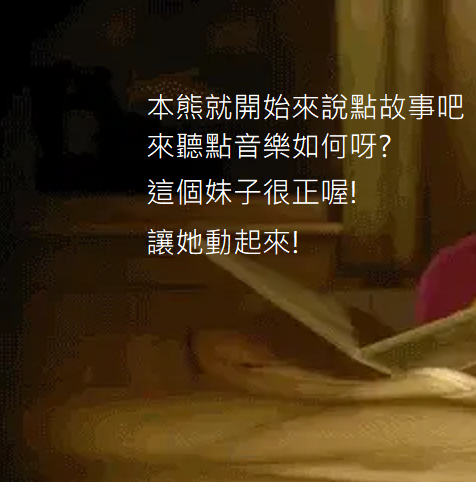 本熊就開始來說點故事吧
來聽點音樂如何呀?
這個妹子很正喔!
讓她動起來!